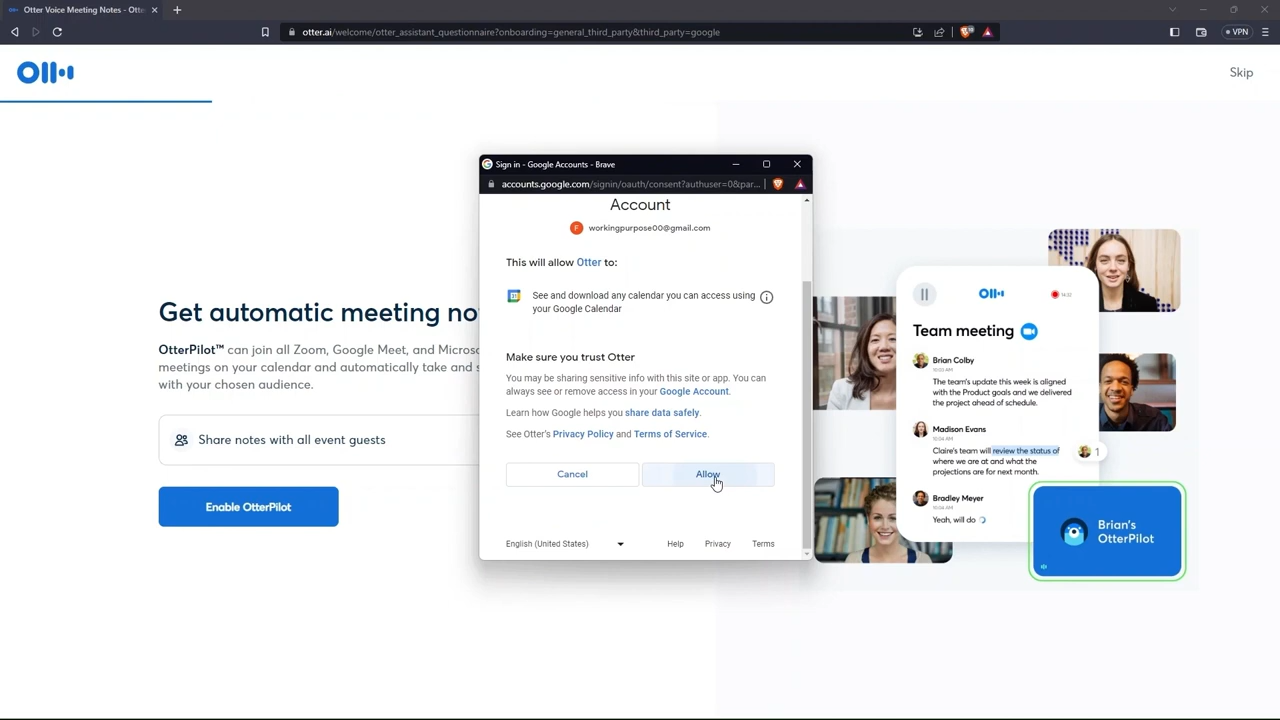 Otter Voice Meeting Notes - Otter
otter.ai/welcome/otter_assistant_questionnaire?onboarding=general_third_party&third_party=google
VPN
Skip
Sign in - Google Accounts - Brave
accounts.google.com/signin/oauth/consent?authuser=0&par...
Account
F workingpurpose00@gmail.com
This will allow Otter to:
See and download any calendar you can access using
your Google Calendar
Make sure you trust Otter
You may be sharing sensitive info with this site or app. You can
always see or remove access in your Google Account.
Learn how Google helps you share data safely.
See Otter's Privacy Policy and Terms of Service.
Cancel
Allow
English (United States)
Help
Privacy
Terms
Get automatic meeting
OtterPilot™ can join all Zoom, Google Meet, and
meetings on your calendar and automatically take and
with your chosen audience.
Share notes with all event guests
Enable OtterPilot
Team meeting
Brian Colby
The team's update this week is aligned
with the Product goals and we delivered
the project ahead of schedule.
Madison Evans
10:04 AM
Claire's team will review the status of
where we are at and what the
projections are for next month.
1
Bradley Meyer
10:04 AM
Yeah, will do
Brian's
OtterPilot